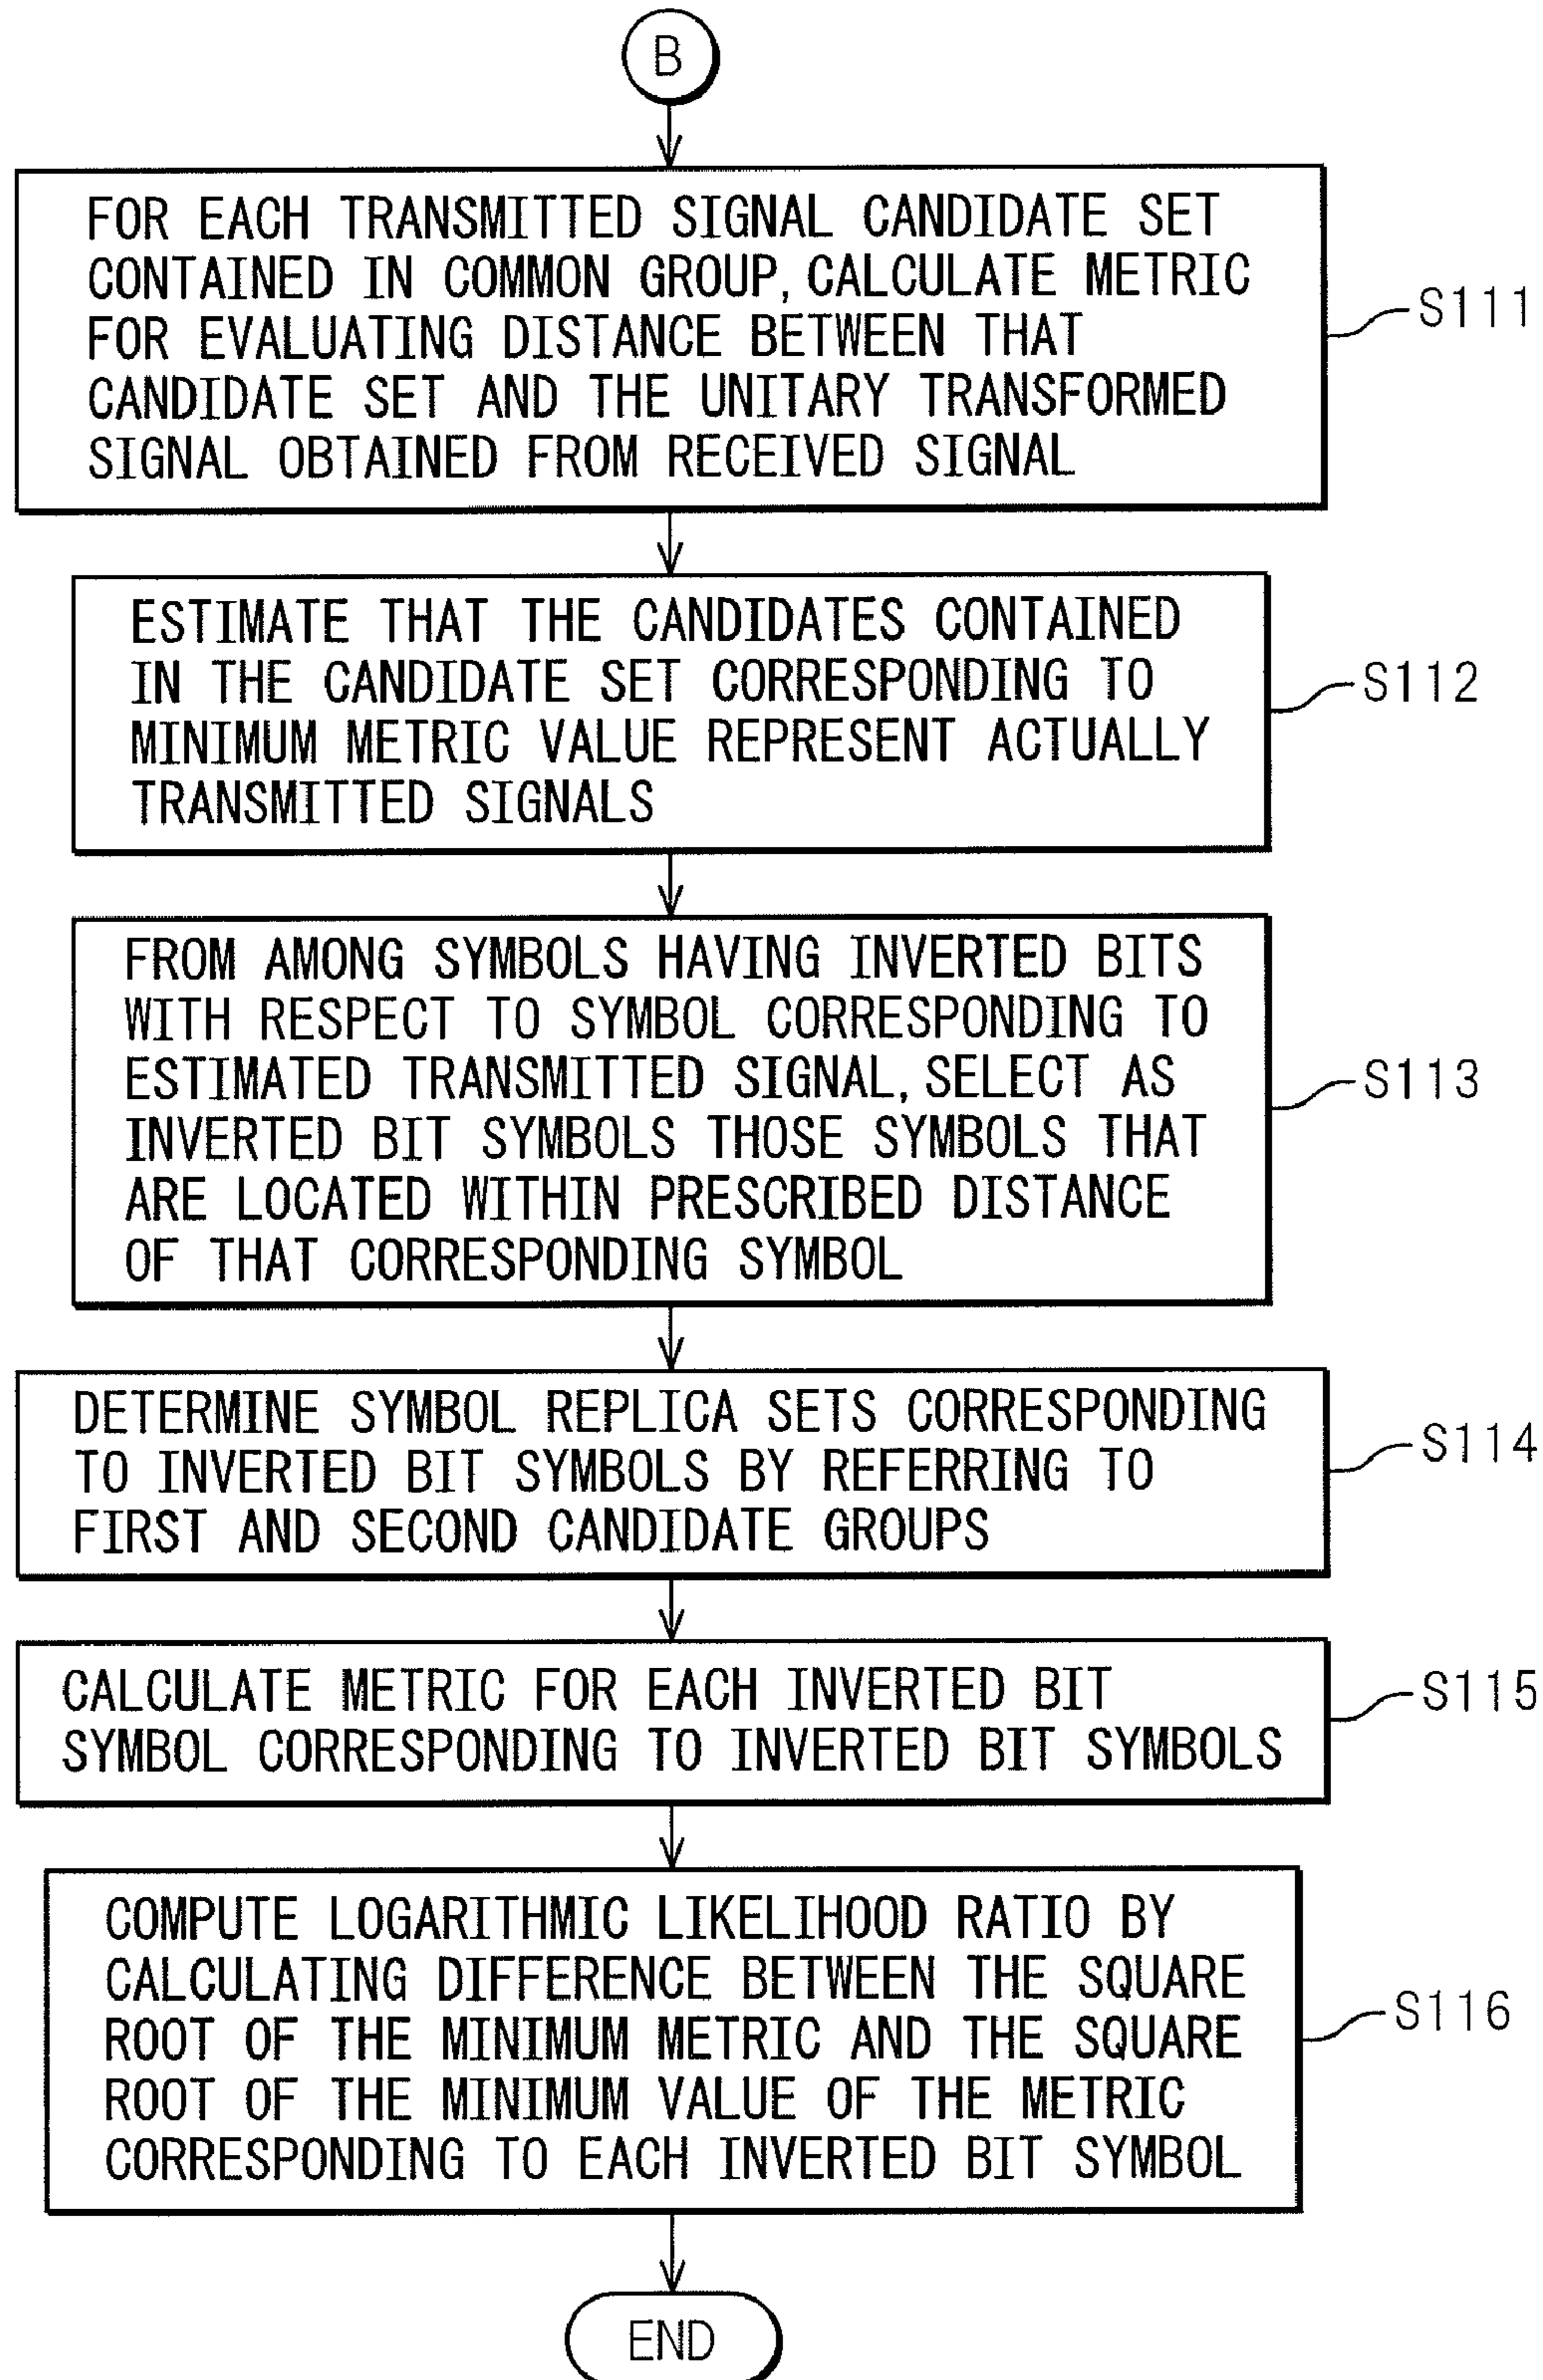 B
FOR EACH TRANSMITTED SIGNAL CANDIDATE SET
CONTAINED IN COMMON GROUP, CALCULATE METRIC
FOR EVALUATING DISTANCE BETWEEN THAT
CANDIDATE SET AND THE UNITARY TRANSFORMED
SIGNAL OBTAINED FROM RECEIVED SIGNAL
S111
ESTIMATE THAT THE CANDIDATES CONTAINED
IN THE CANDIDATE SET CORRESPONDING TO
MINIMUM METRIC VALUE REPRESENT ACTUALLY
TRANSMITTED SIGNALS
S112
FROM AMONG SYMBOLS HAVING INVERTED BITS
WITH RESPECT TO SYMBOL CORRESPONDING TO
ESTIMATED TRANSMITTED SIGNAL, SELECT AS
INVERTED BIT SYMBOLS THOSE SYMBOLS THAT
ARE LOCATED WITHIN PRESCRIBED DISTANCE
OF THAT CORRESPONDING SYMBOL
S113
DETERMINE SYMBOL REPLICA SETS CORRESPONDING
TO INVERTED BIT SYMBOLS BY REFERRING TO
FIRST AND SECOND CANDIDATE GROUPS
S114
CALCULATE METRIC FOR EACH INVERTED BIT
SYMBOL CORRESPONDING TO INVERTED BIT SYMBOLS
S115
COMPUTE LOGARITHMIC LIKELIHOOD RATIO BY
CALCULATING DIFFERENCE BETWEEN THE SQUARE
ROOT OF THE MINIMUM METRIC AND THE SQUARE
ROOT OF THE MINIMUM VALUE OF THE METRIC
CORRESPONDING TO EACH INVERTED BIT SYMBOL
S116
END